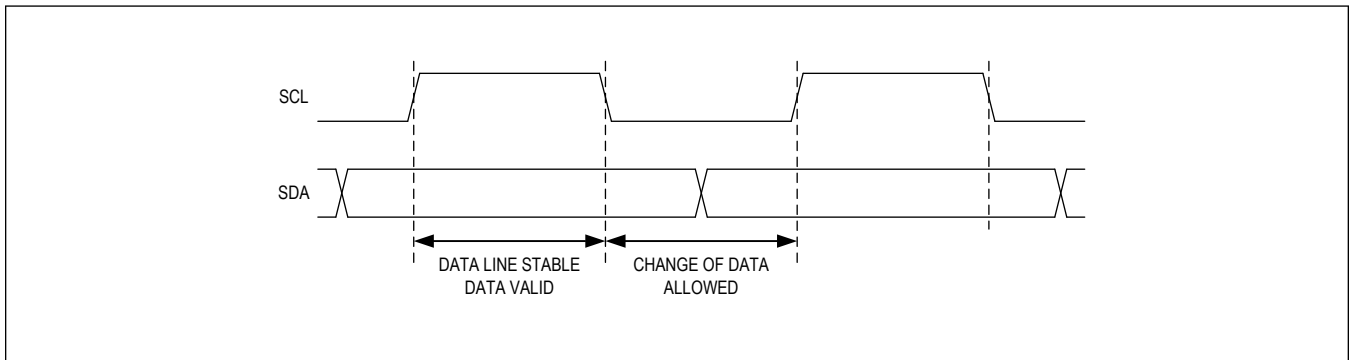 SCL
SDA
DATA LINE STABLE
DATA VALID
CHANGE OF DATA
ALLOWED